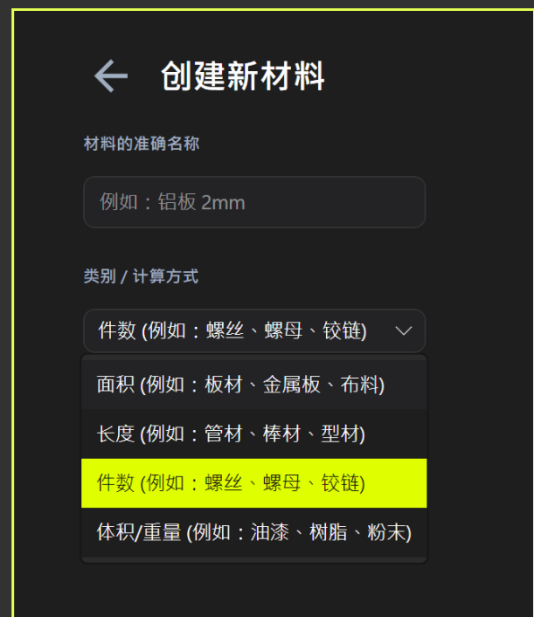 创建新材料
材料的准确名称
例如：铝板 2mm
类别 / 计算方式
件数 (例如：螺丝、螺母、铰链)
面积 (例如：板材、金属板、布料)
长度 (例如：管材、棒材、型材)
件数 (例如：螺丝、螺母、铰链)
体积/重量 (例如：油漆、树脂、粉末)